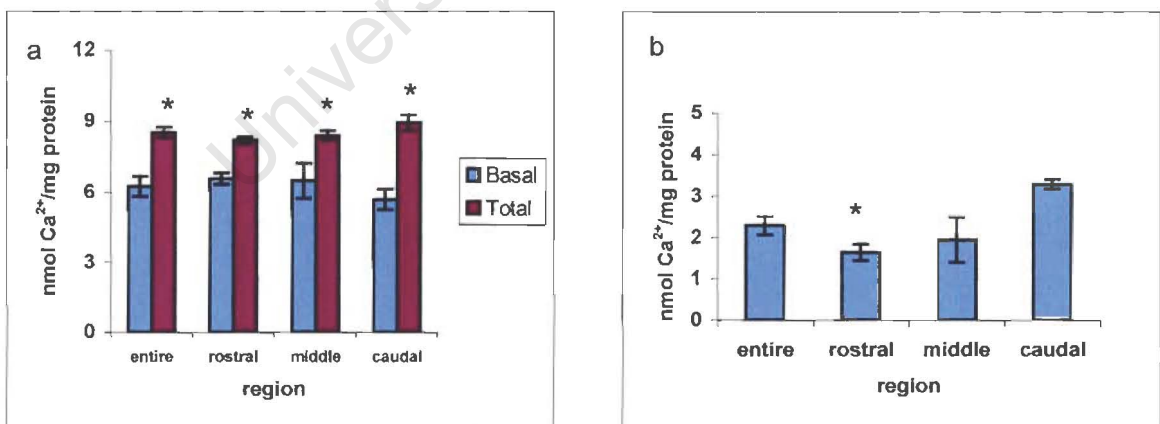 Univers
a
nmol Ca²⁺/mg protein
12
9
6
3
0
* * * *
entire rostral middle caudal
region
Basal
Total
b
nmol Ca²⁺/mg protein
5
4
3
2
1
0
*
entire rostral middle caudal
region